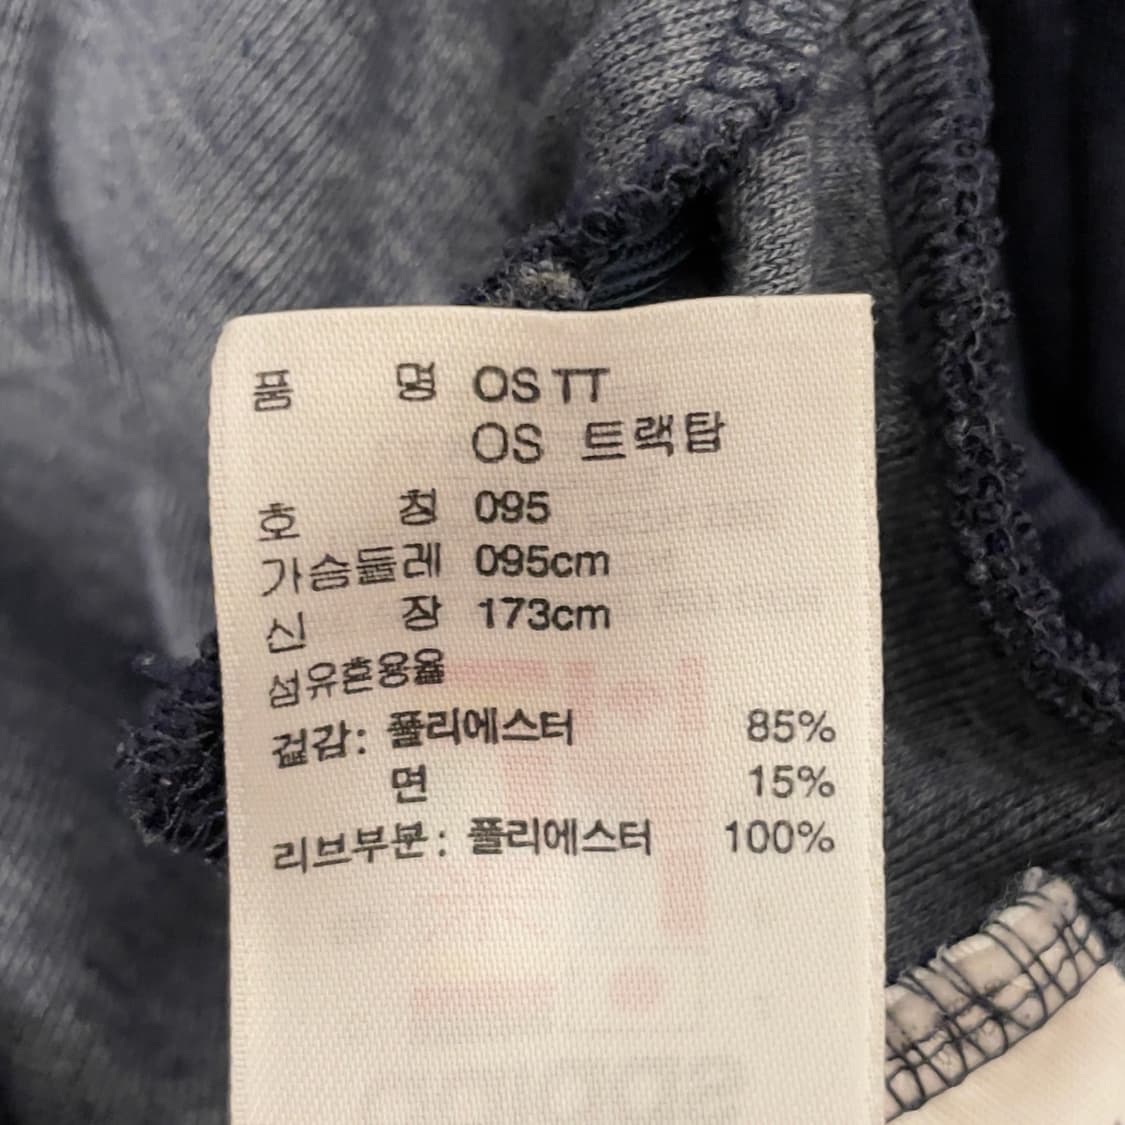 품 명 OS TT
OS 트랙탑
호 칭 095
가슴둘레 095cm
신 장 173cm
섬유혼용율
겉감: 폴리에스터 85%
면 15%
리브부분: 폴리에스터 100%